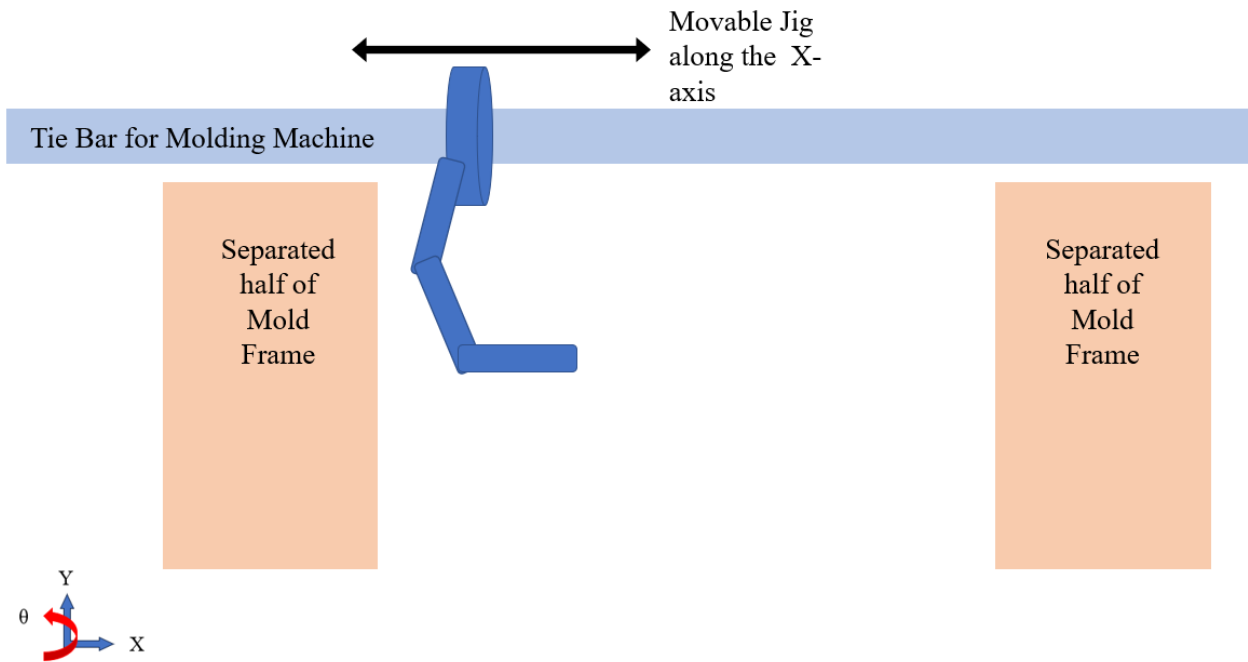 Movable Jig
along the X-
axis
Tie Bar for Molding Machine
Separated
half of
Mold
Frame
Separated
half of
Mold
Frame
Y
θ
X